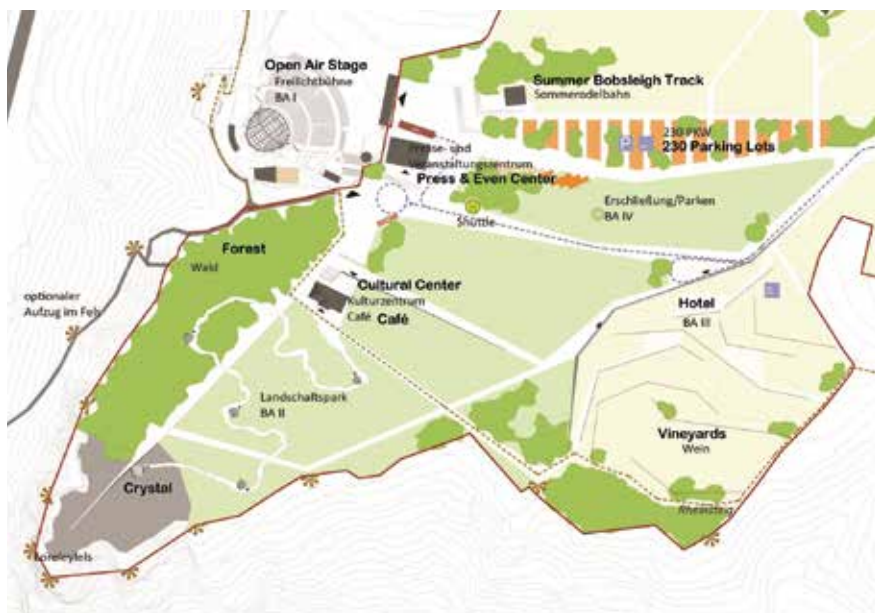 Open Air Stage
Freilichtbühne
BA I
Summer Bobsleigh Track
Sommerrodelbahn
230 PKW
230 Parking Lots
Presse- und
Veranstaltungszentrum
Press & Even Center
Shuttle
Erschließung/Parken
BA IV
Forest
Wald
optionaler
Aufzug im Fels
Cultural Center
Kulturzentrum
Café
Café
Hotel
BA III
Landschaftspark
BA II
Vineyards
Wein
Crystal
Rheinsteig
Loreleyfels